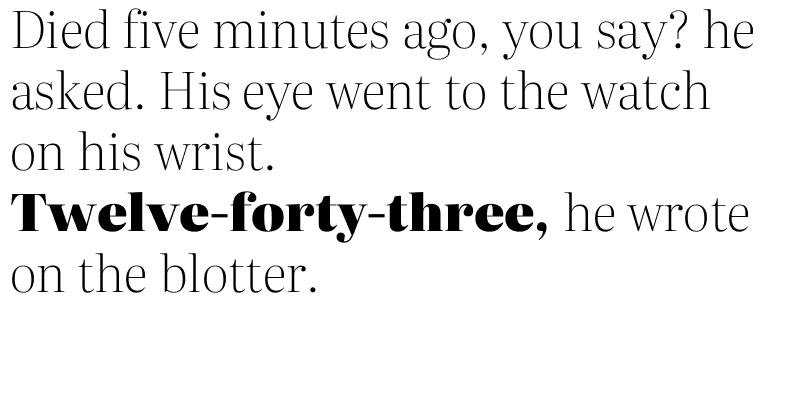 Died five minutes ago, you say? he
asked. His eye went to the watch
on his wrist.
Twelve-forty-three, he wrote
on the blotter.